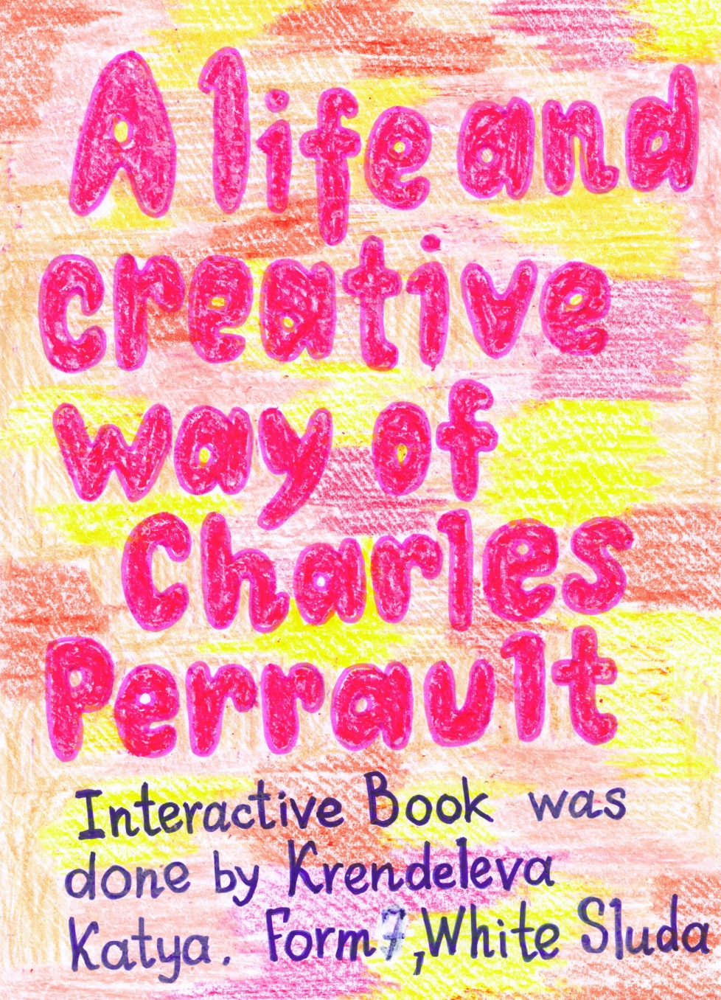 A life and
creative
way of
Charles
Perrault
Interactive Book was
done by Krendeleva
Katya. Form 7, White Sluda